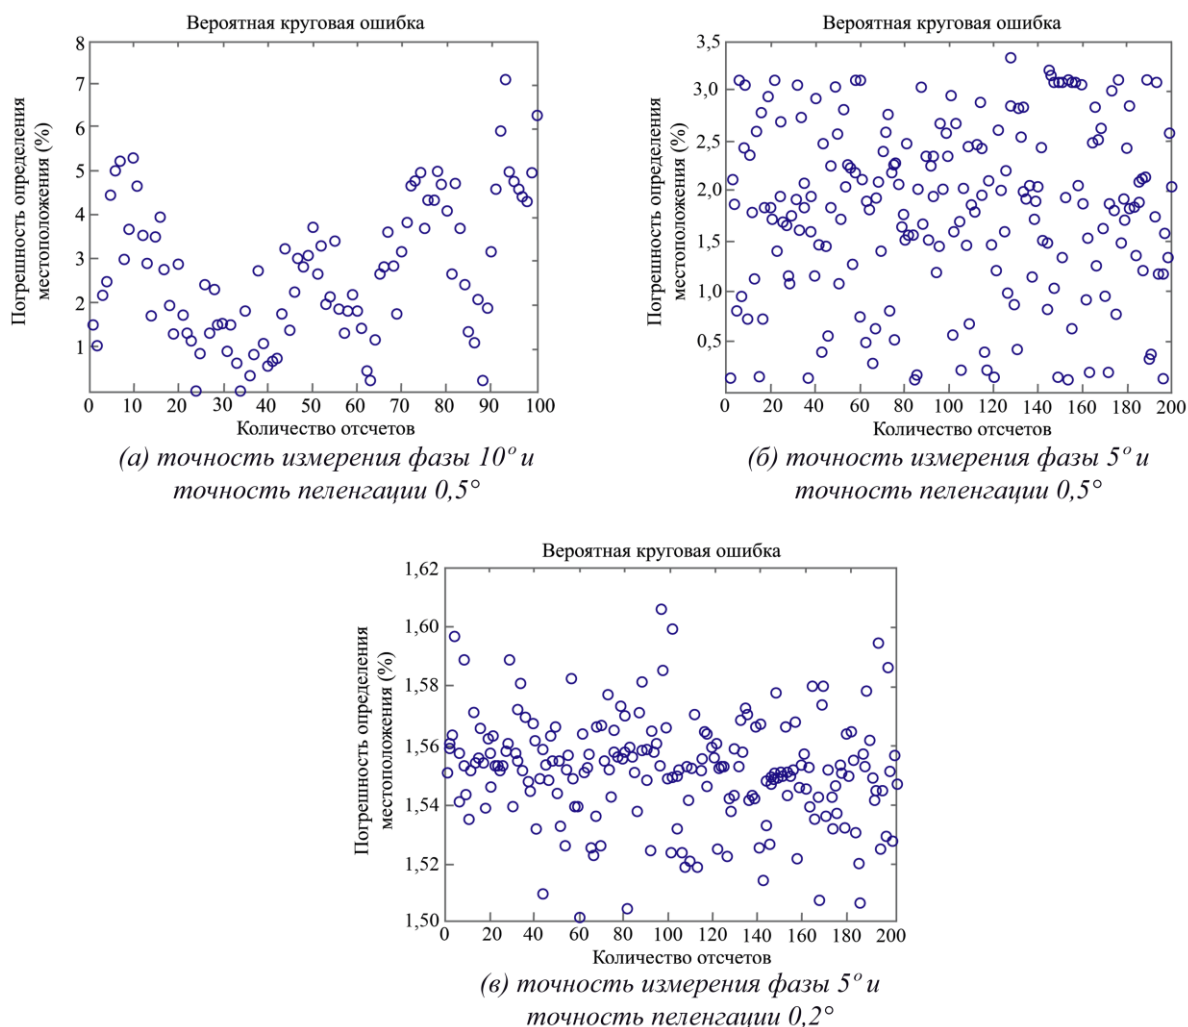 Вероятная круговая ошибка
Погрешность определения
местоположения (%)
8
7
6
5
4
3
2
1
0 10 20 30 40 50 60 70 80 90 100
Количество отсчетов
(а) точность измерения фазы 10° и
точность пеленгации 0,5°
Вероятная круговая ошибка
Погрешность определения
местоположения (%)
3,5
3,0
2,5
2,0
1,5
1,0
0,5
0 20 40 60 80 100 120 140 160 180 200
Количество отсчетов
(б) точность измерения фазы 5° и
точность пеленгации 0,5°
Вероятная круговая ошибка
Погрешность определения
местоположения (%)
1,62
1,60
1,58
1,56
1,54
1,52
1,50
0 20 40 60 80 100 120 140 160 180 200
Количество отсчетов
(в) точность измерения фазы 5° и
точность пеленгации 0,2°